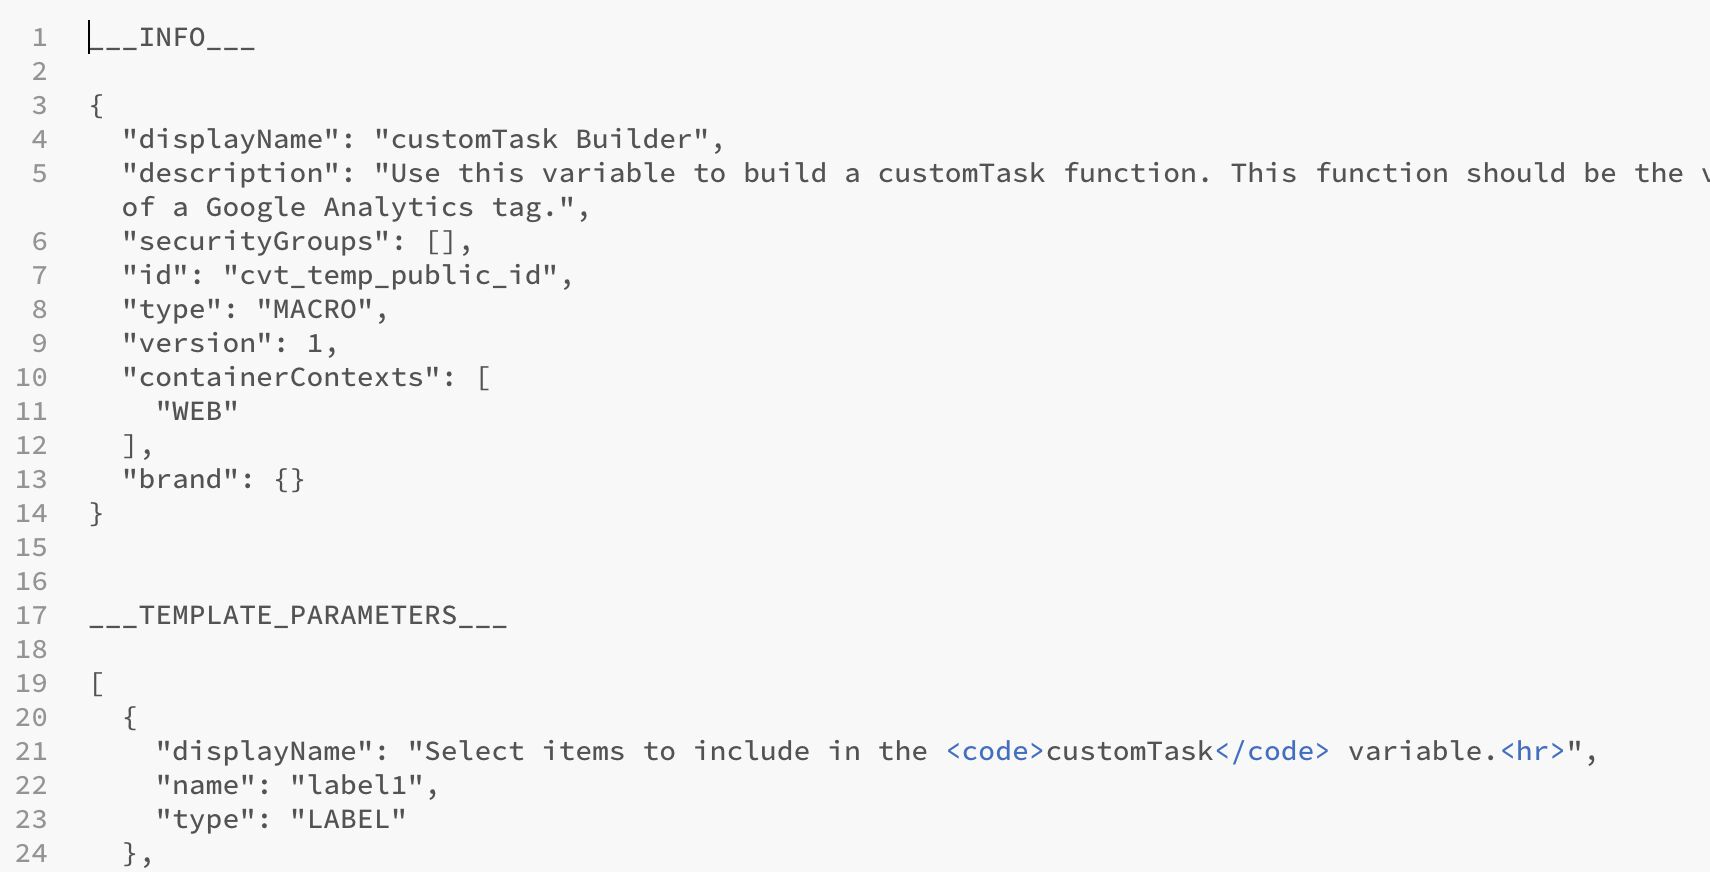 1 ___INFO___
2
3 {
4 "displayName": "customTask Builder",
5 "description": "Use this variable to build a customTask function. This function should be the
of a Google Analytics tag.",
6 "securityGroups": [],
7 "id": "cvt_temp_public_id",
8 "type": "MACRO",
9 "version": 1,
10 "containerContexts": [
11 "WEB"
12 ],
13 "brand": {}
14 }
15
16
17 ___TEMPLATE_PARAMETERS___
18
19 [
20 {
21 "displayName": "Select items to include in the <code>customTask</code> variable.<hr>",
22 "name": "label1",
23 "type": "LABEL"
24 },